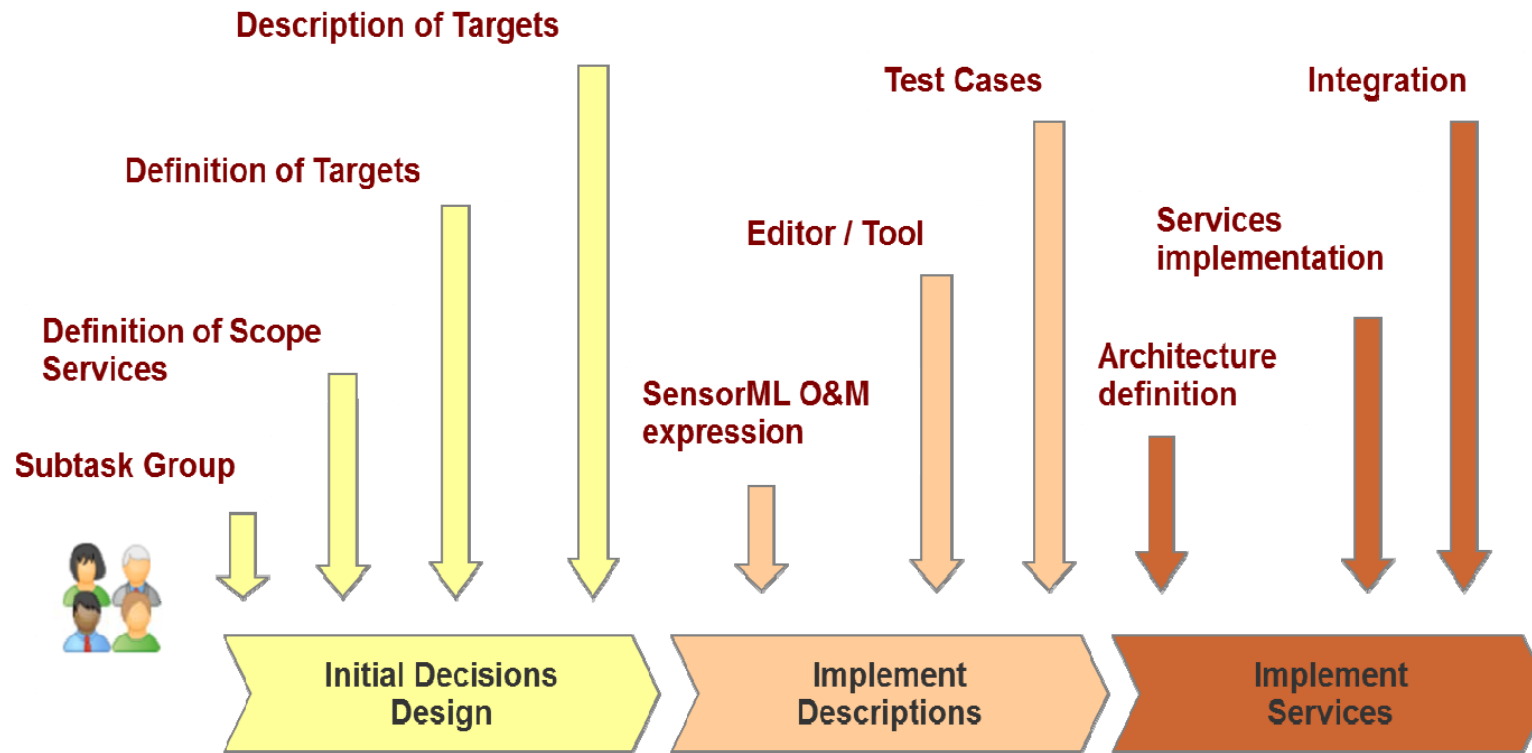 Description of Targets
Test Cases
Integration
Definition of Targets
Editor / Tool
Services
implementation
Definition of Scope
Services
SensorML O&M
expression
Architecture
definition
Subtask Group
Initial Decisions
Design
Implement
Descriptions
Implement
Services